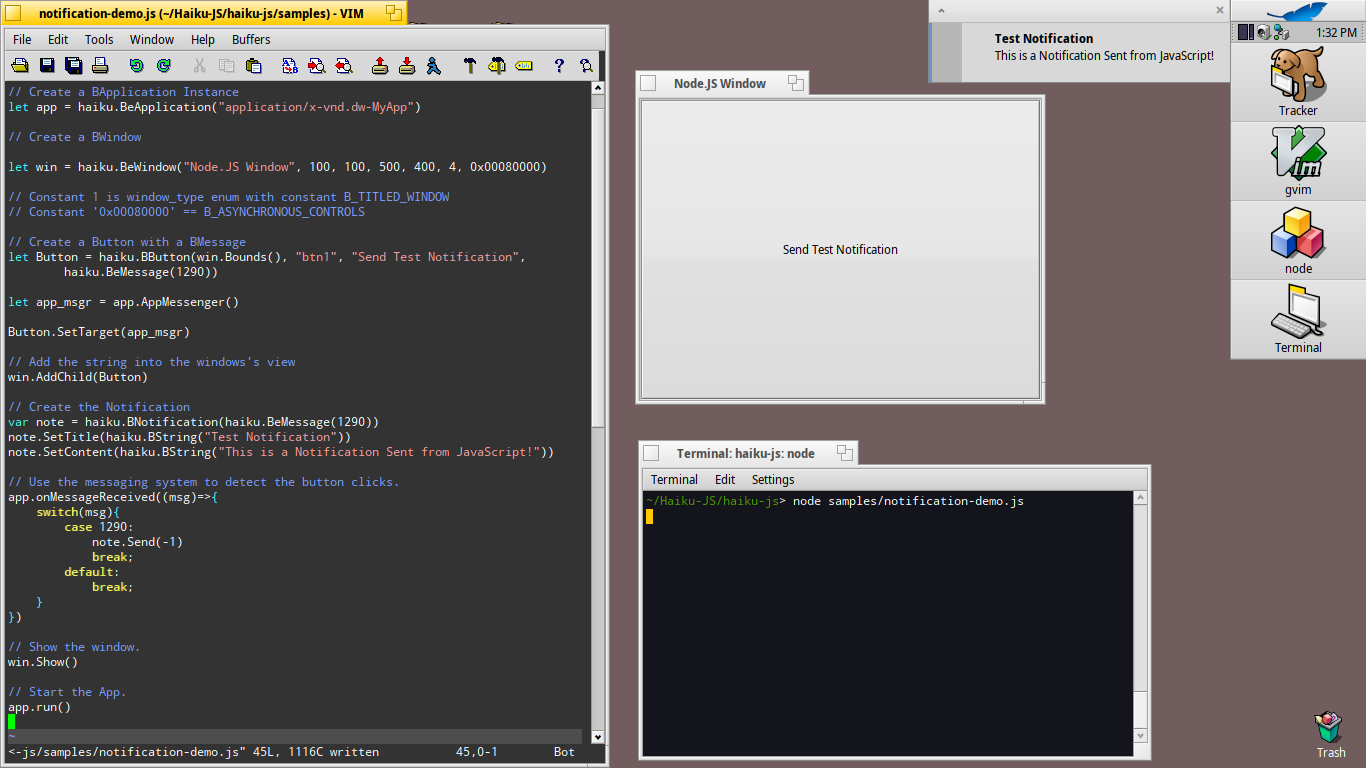 notification-demo.js (~/Haiku-JS/haiku-js/samples) - VIM
File Edit Tools Window Help Buffers
// Create a BApplication Instance
let app = haiku.BeApplication("application/x-vnd.dw-MyApp")
// Create a BWindow
let win = haiku.BeWindow("Node.JS Window", 100, 100, 500, 400, 4, 0x00080000)
// Constant 1 is window_type enum with constant B_TITLED_WINDOW
// Constant '0x00080000' == B_ASYNCHRONOUS_CONTROLS
// Create a Button with a BMessage
let Button = haiku.BButton(win.Bounds(), "btn1", "Send Test Notification",
haiku.BeMessage(1290))
let app_msgr = app.AppMessenger()
Button.SetTarget(app_msgr)
// Add the string into the windows's view
win.AddChild(Button)
// Create the Notification
var note = haiku.BNotification(haiku.BeMessage(1290))
note.SetTitle(haiku.BString("Test Notification"))
note.SetContent(haiku.BString("This is a Notification Sent from JavaScript!"))
// Use the messaging system to detect the button clicks.
app.onMessageReceived((msg)=>{
switch(msg){
case 1290:
note.Send(-1)
break;
default:
break;
}
})
// Show the window.
win.Show()
// Start the App.
app.run()
~
<-js/samples/notification-demo.js" 45L, 1116C written 45,0-1 Bot
Node.JS Window
Send Test Notification
Terminal: haiku-js: node
Terminal Edit Settings
~/Haiku-JS/haiku-js> node samples/notification-demo.js
Test Notification
This is a Notification Sent from JavaScript!
1:32 PM
Tracker
Vim
gvim
node
Terminal
Trash